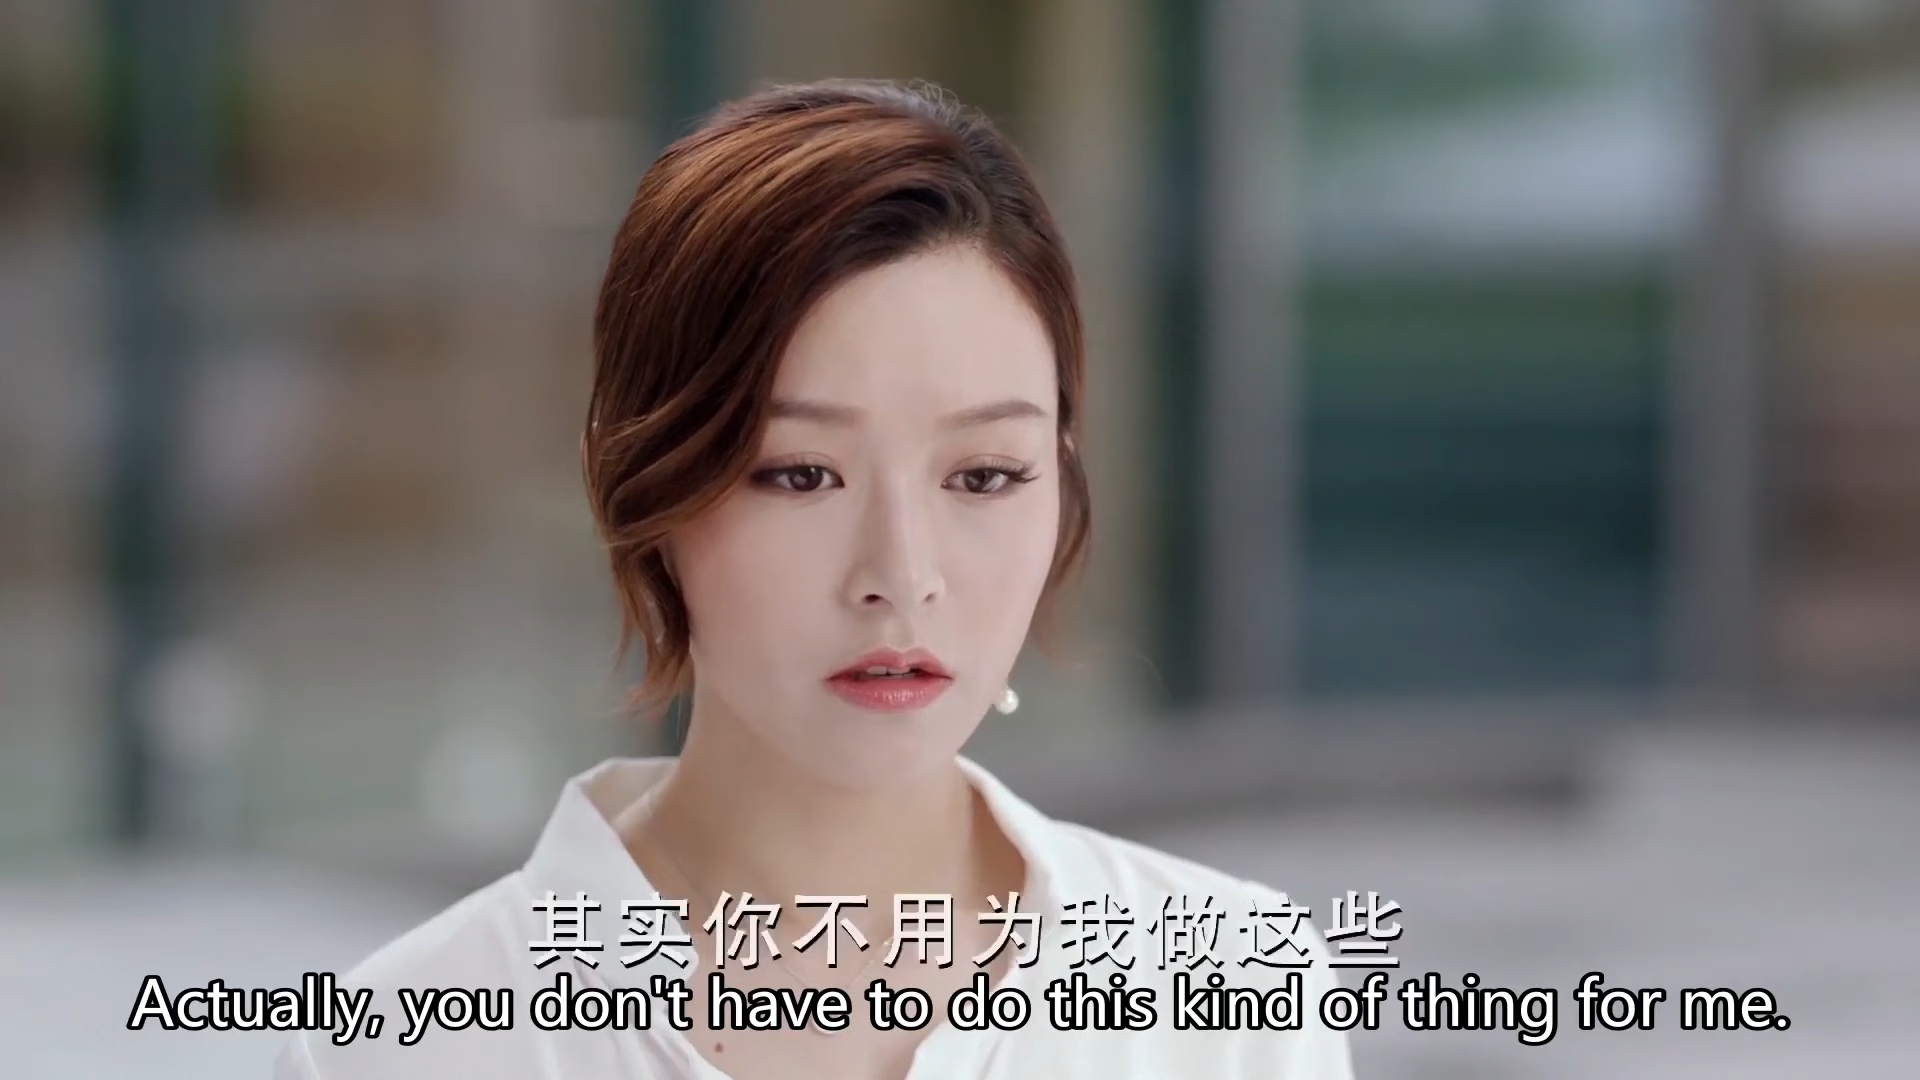 其实你不用为我做这些
Actually, you don't have to do this kind of thing for me.